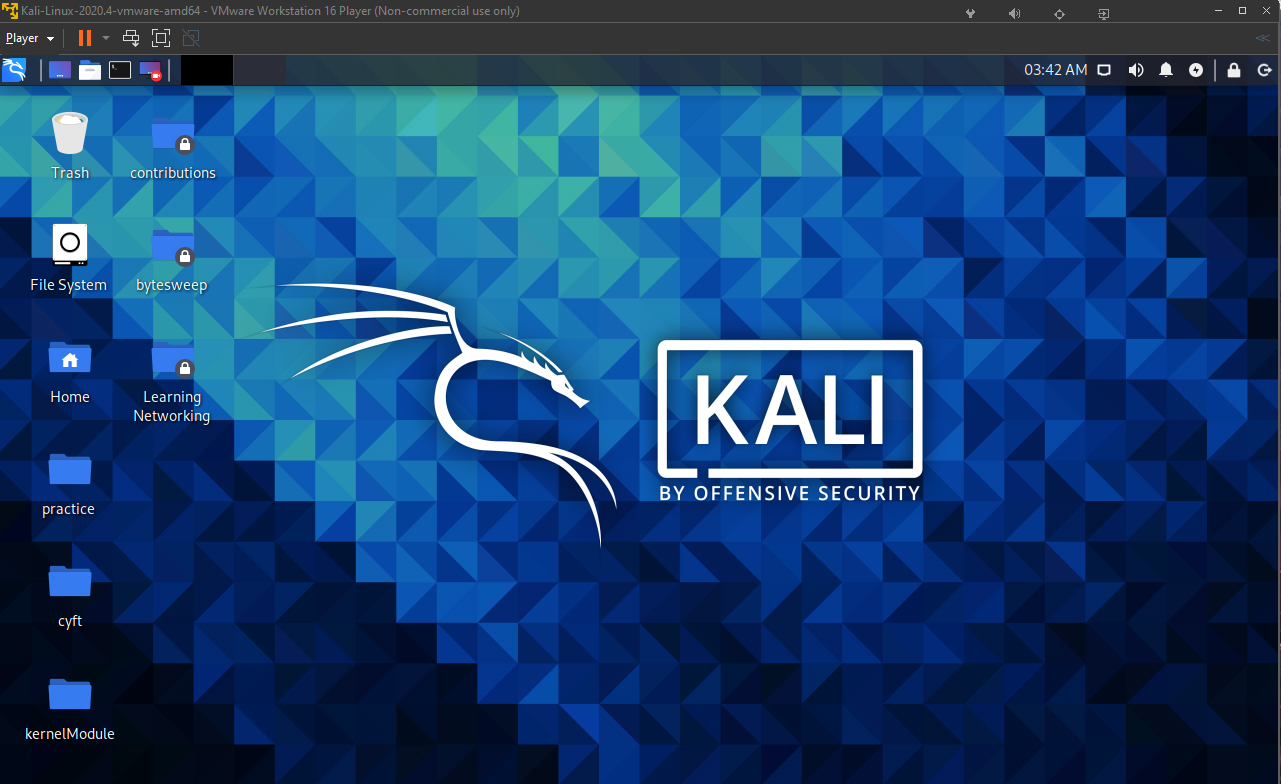 Kali-Linux-2020.4-vmware-amd64 - VMware Workstation 16 Player (Non-commercial use only)
Player
03:42 AM
Trash
contributions
File System
bytesweep
Home
Learning
Networking
practice
cyft
kernelModule
KALI
BY OFFENSIVE SECURITY